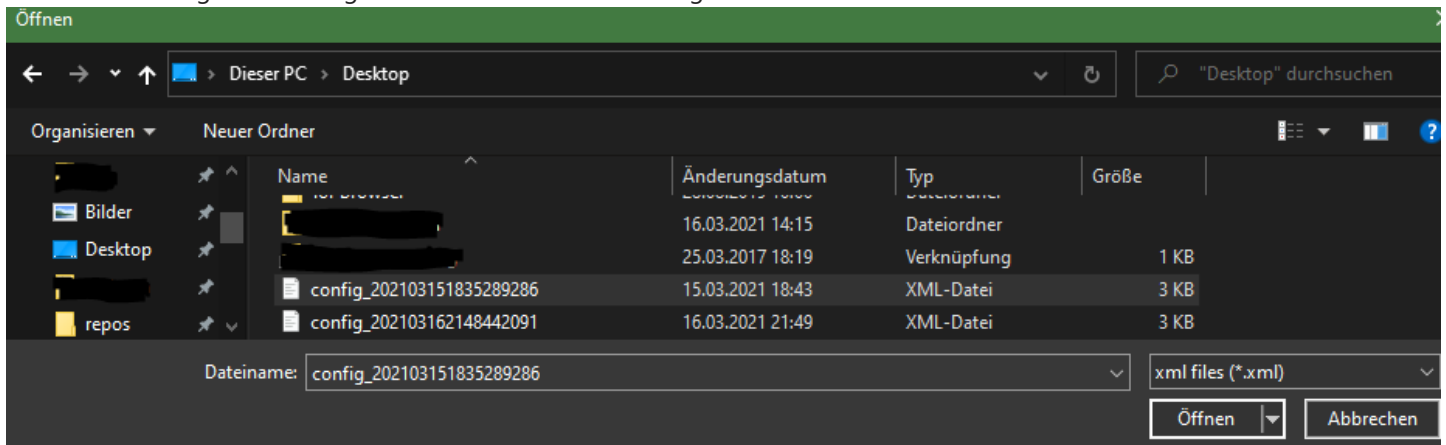 Öffnen
Dieser PC > Desktop
"Desktop" durchsuchen
Organisieren
Neuer Ordner
Name Änderungsdatum Typ Größe
Bilder
Desktop
repos
16.03.2021 14:15 Dateiordner
25.03.2017 18:19 Verknüpfung 1 KB
config_202103151835289286 15.03.2021 18:43 XML-Datei 3 KB
config_202103162148442091 16.03.2021 21:49 XML-Datei 3 KB
Dateiname: config_202103151835289286 xml files (*.xml)
Öffnen Abbrechen